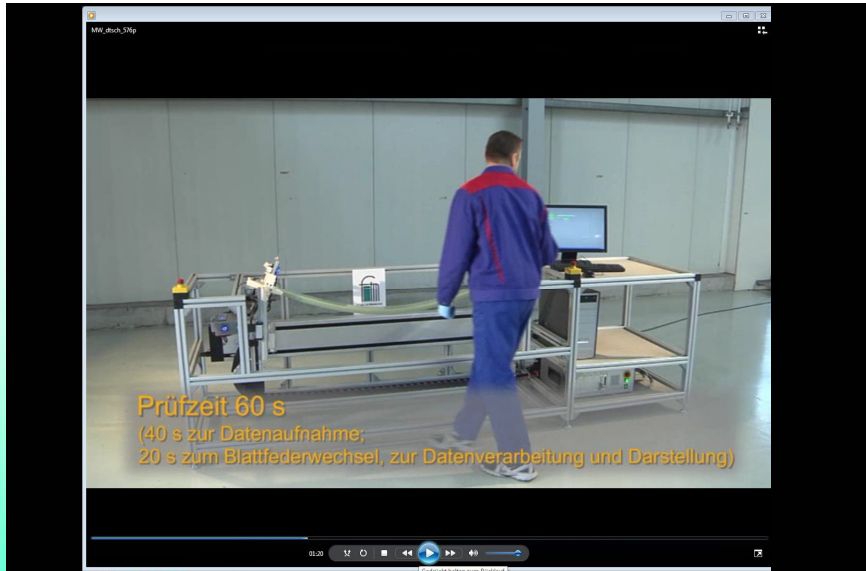 MW_dtsch_576p
Prüfzeit 60 s
(40 s zur Datenaufnahme;
20 s zum Blattfederwechsel, zur Datenverarbeitung und Darstellung)
01:20